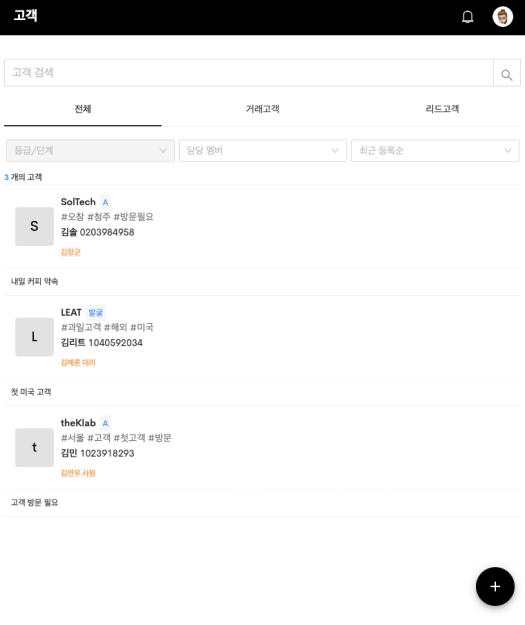 고객
고객 검색
전체 거래고객 리드고객
등급/단계 담당 멤버 최근 등록순
3 개의 고객
S
SolTech A
#오창 #첨주 #방문필요
김솔 0203984958
김장군
내일 커피 약속
L
LEAT 발굴
#과일고객 #해외 #미국
김리트 1040592034
김메론 대리
첫 미국 고객
t
theKlab A
#서울 #고객 #첫고객 #방문
김민 1023918293
김연우 사원
고객 방문 필요
+